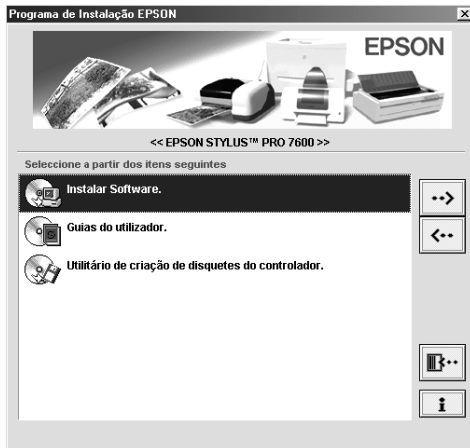 Programa de Instalação EPSON
EPSON
<< EPSON STYLUS™ PRO 7600 >>
Seleccione a partir dos itens seguintes
Instalar Software.
Guias do utilizador.
Utilitário de criação de disquetes do controlador.